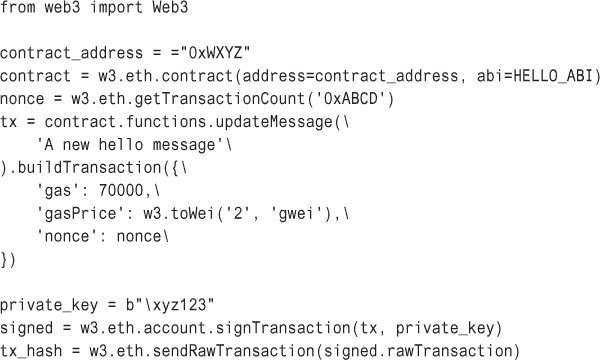 from web3 import Web3

contract_address = ="0xWXYZ"
contract = w3.eth.contract(address=contract_address, abi=HELLO_ABI)
nonce = w3.eth.getTransactionCount('0xABCD')
tx = contract.functions.updateMessage(\
    'A new hello message'\
).buildTransaction({\
    'gas': 70000,\
    'gasPrice': w3.toWei('2', 'gwei'),\
    'nonce': nonce\
})

private_key = b"\xyz123"
signed = w3.eth.account.signTransaction(tx, private_key)
tx_hash = w3.eth.sendRawTransaction(signed.rawTransaction)